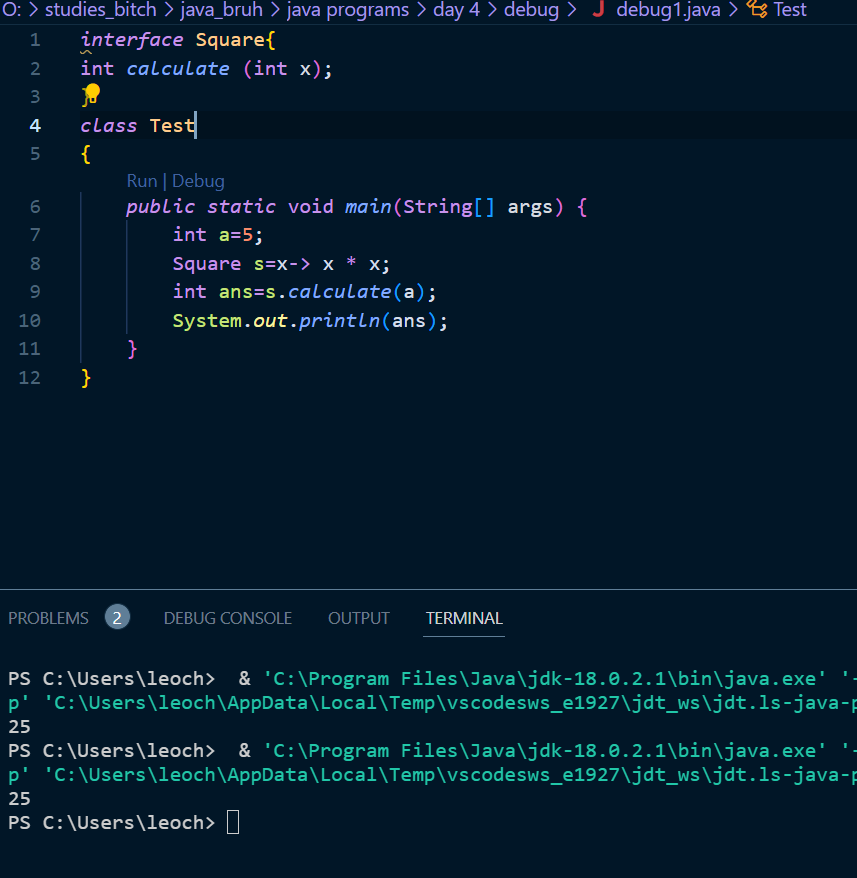 O: > studies_bitch > java_bruh > java programs > day 4 > debug > J debug1.java > Test
1 interface Square{
2 int calculate (int x);
3 }
4 class Test
5 {
Run | Debug
6 public static void main(String[] args) {
7 int a=5;
8 Square s=x-> x * x;
9 int ans=s.calculate(a);
10 System.out.println(ans);
11 }
12 }
PROBLEMS 2 DEBUG CONSOLE OUTPUT TERMINAL
PS C:\Users\leoch>  & 'C:\Program Files\Java\jdk-18.0.2.1\bin\java.exe' '-
p' 'C:\Users\leoch\AppData\Local\Temp\vscodesws_e1927\jdt_ws\jdt.ls-java-p
25
PS C:\Users\leoch>  & 'C:\Program Files\Java\jdk-18.0.2.1\bin\java.exe' '-
p' 'C:\Users\leoch\AppData\Local\Temp\vscodesws_e1927\jdt_ws\jdt.ls-java-p
25
PS C:\Users\leoch>